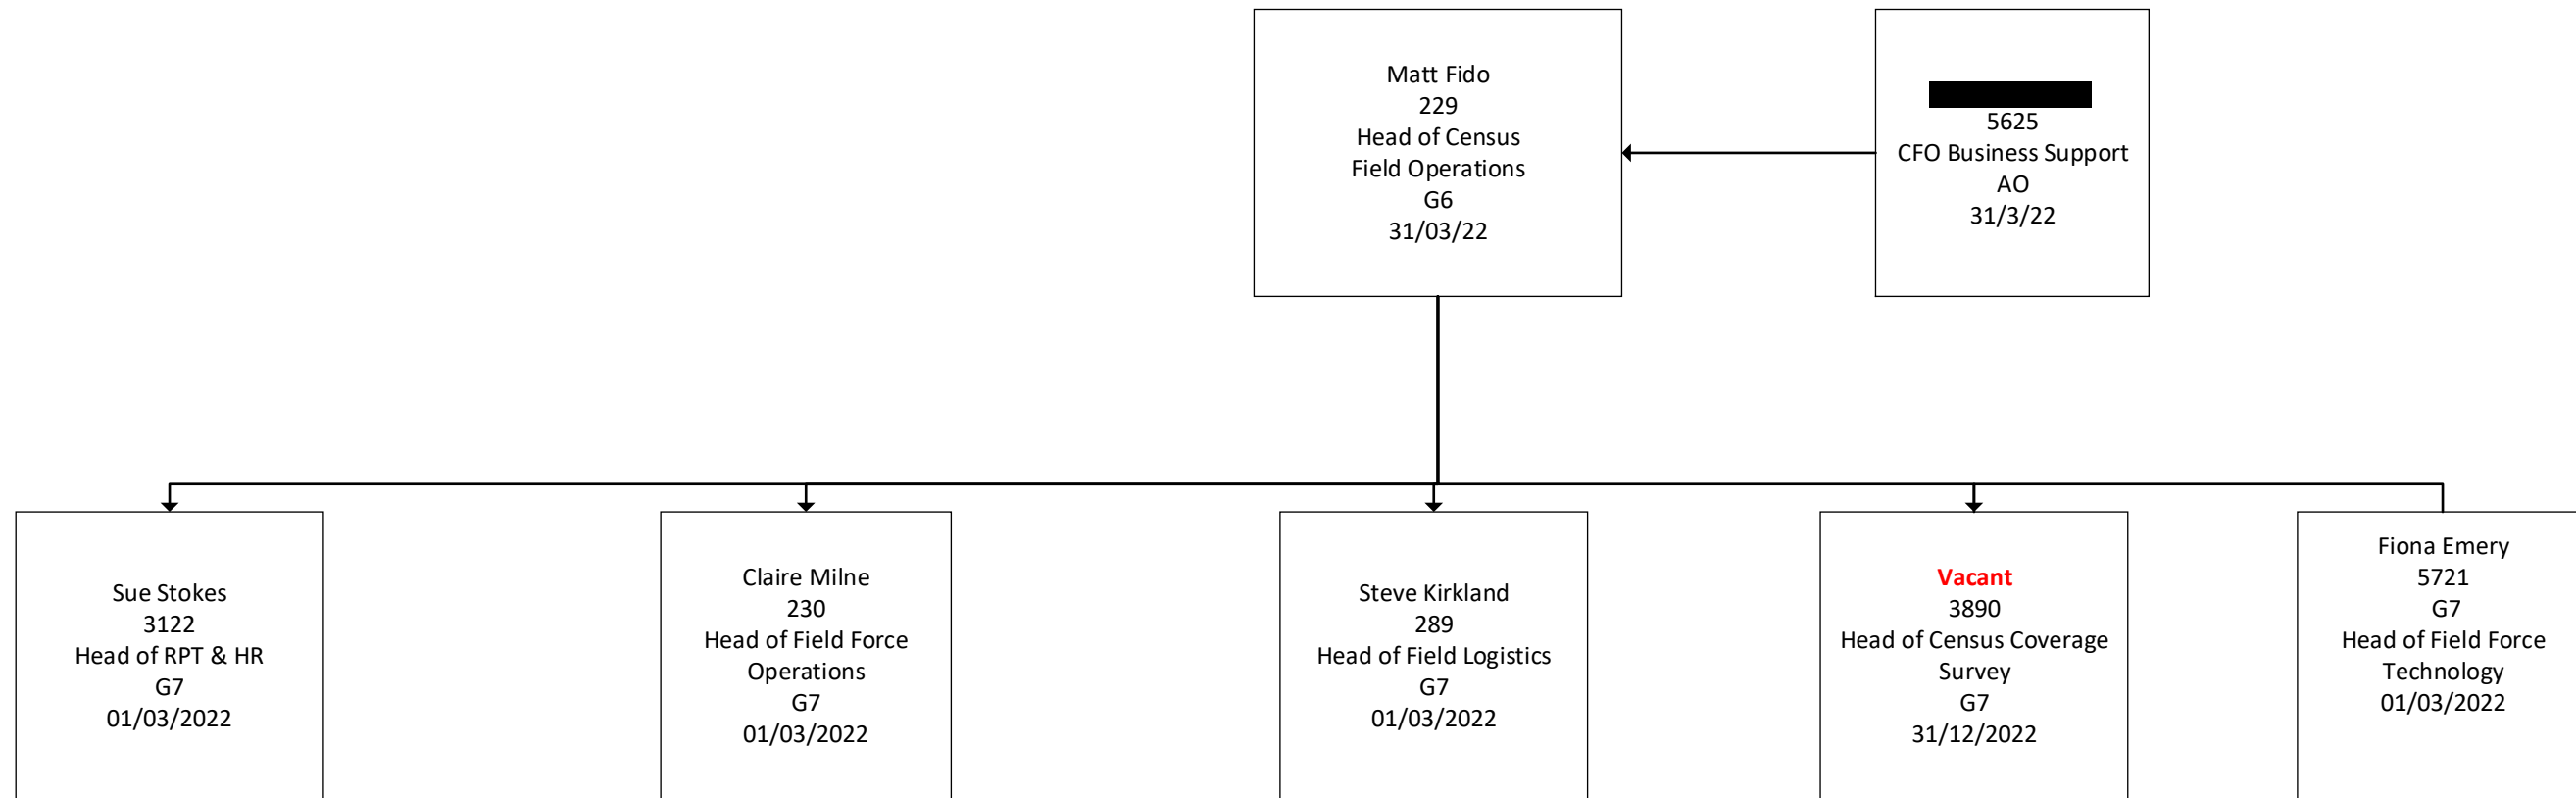 Matt Fido
229
Head of Census
Field Operations
G6
31/03/22
5625
CFO Business Support
AO
31/3/22
Sue Stokes
3122
Head of RPT & HR
G7
01/03/2022
Claire Milne
230
Head of Field Force
Operations
G7
01/03/2022
Steve Kirkland
289
Head of Field Logistics
G7
01/03/2022
Vacant
3890
Head of Census Coverage
Survey
G7
31/12/2022
Fiona Emery
5721
G7
Head of Field Force
Technology
01/03/2022